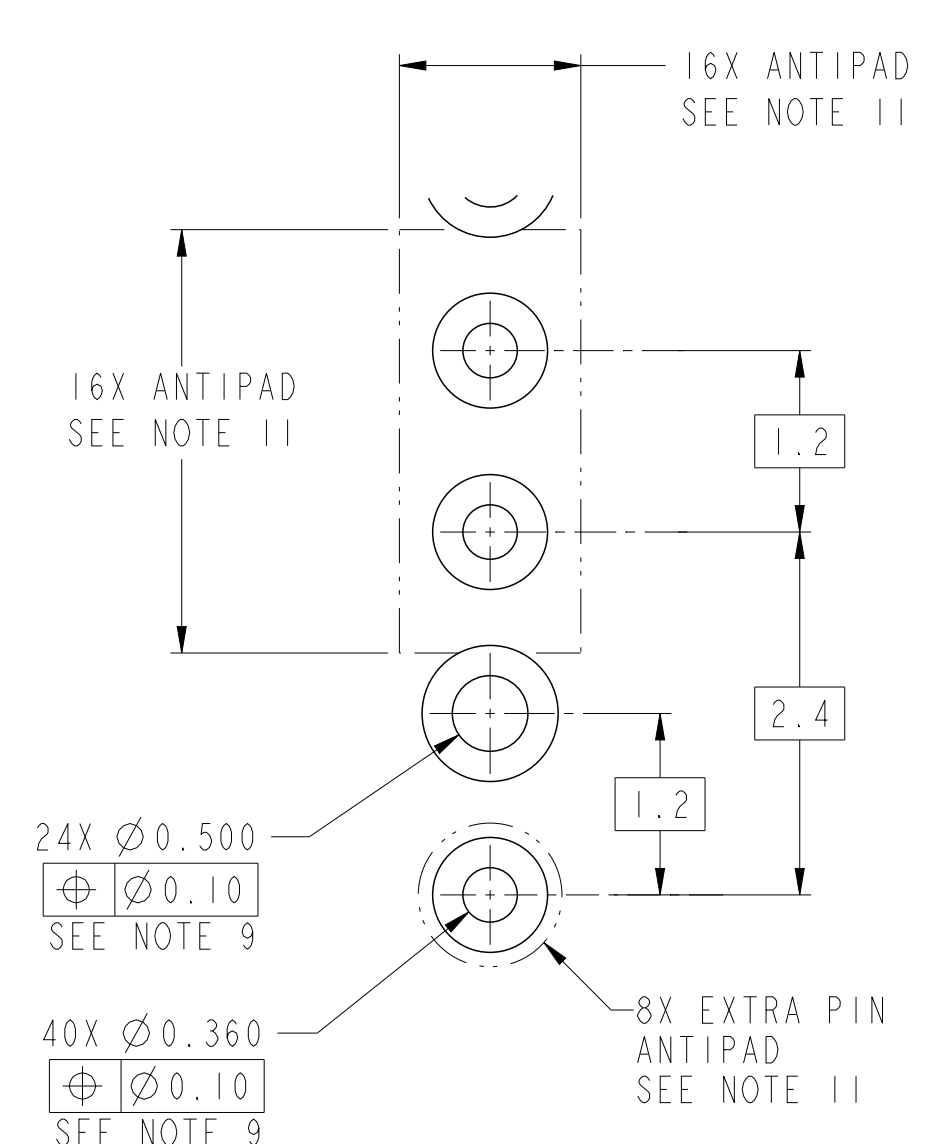 16X ANTIPAD
SEE NOTE 11
16X ANTIPAD
SEE NOTE 11
1.2
2.4
1.2
24X ∅0.500
⌖ ∅0.10
SEE NOTE 9
40X ∅0.360
⌖ ∅0.10
SEE NOTE 9
8X EXTRA PIN
ANTIPAD
SEE NOTE 11